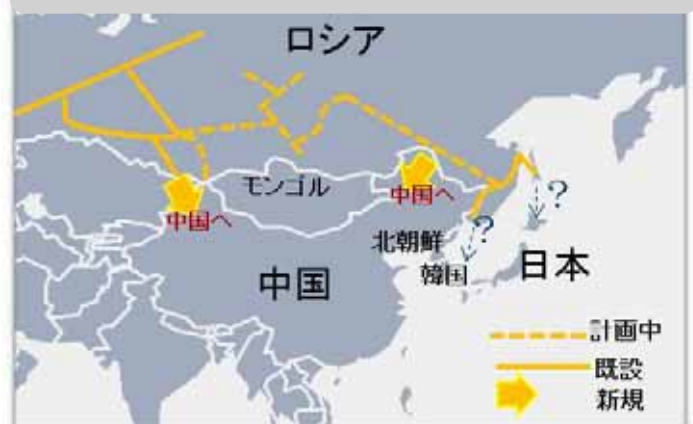 ロシア
モンゴル
中国へ
中国へ
?
?
北朝鮮
韓国
日本
中国
計画中
既設
新規